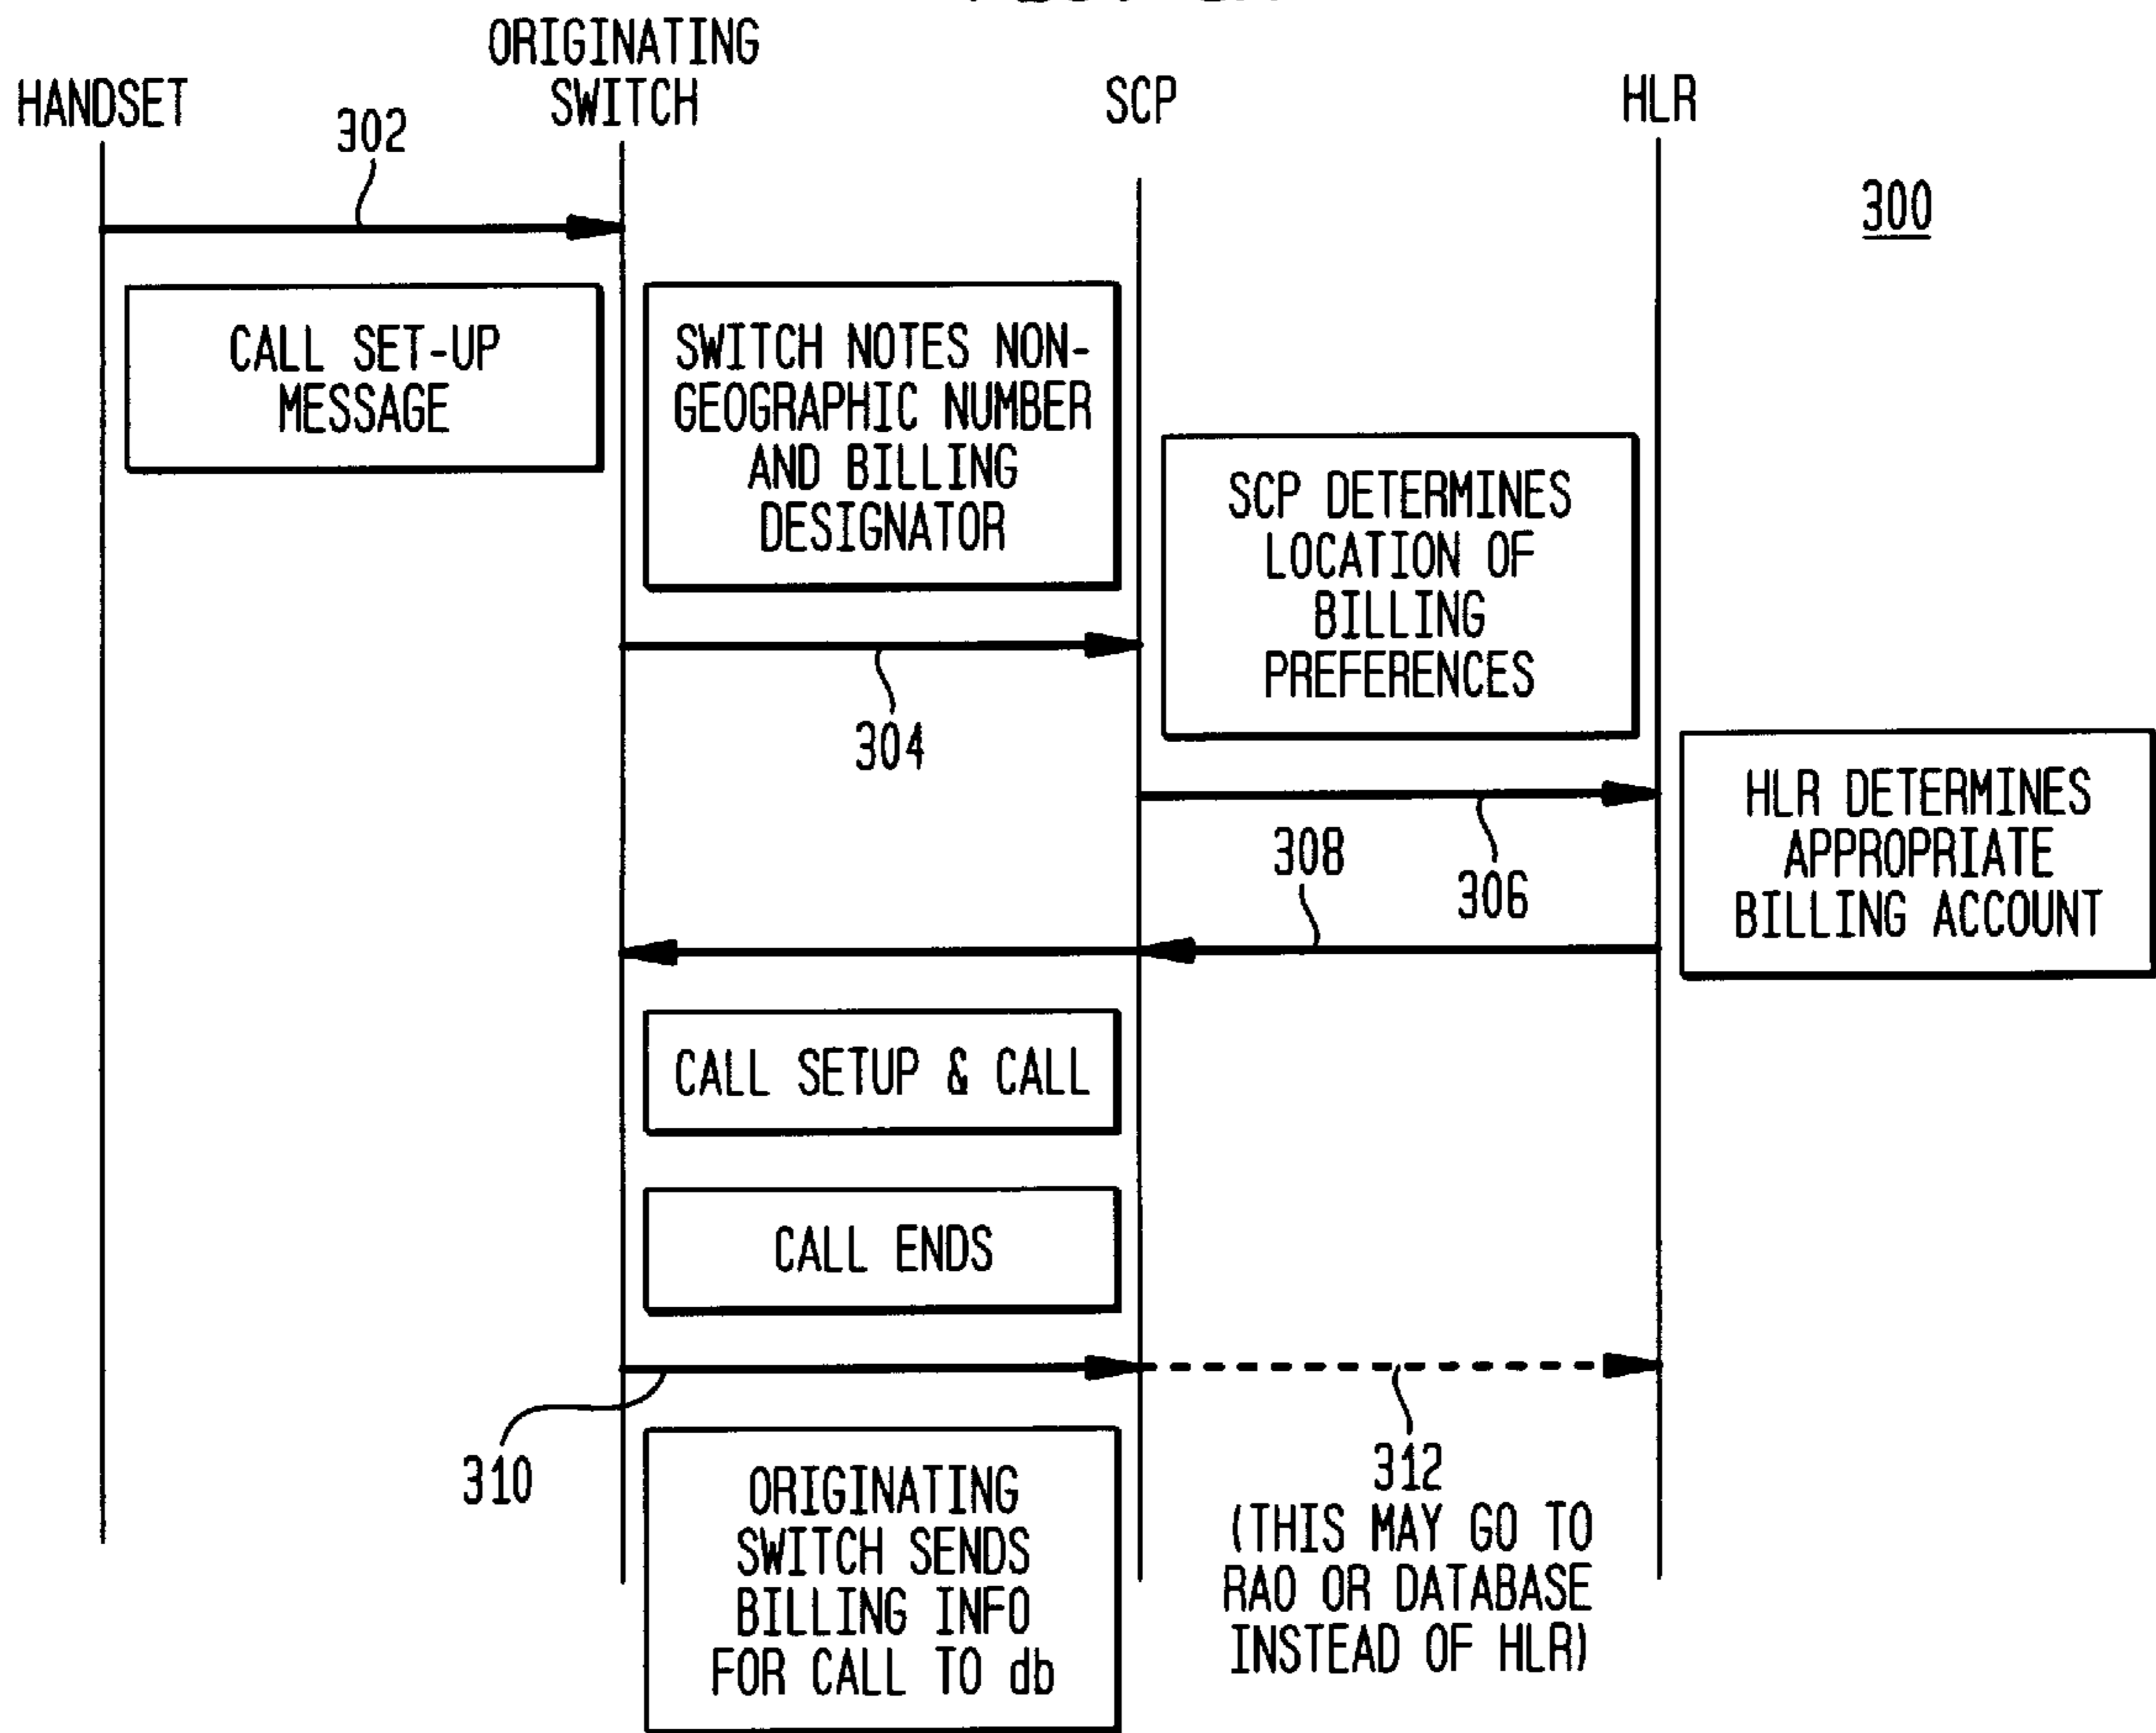 ORIGINATING
SWITCH
HANDSET
SCP
HLR
302
300
CALL SET-UP
MESSAGE
SWITCH NOTES NON-
GEOGRAPHIC NUMBER
AND BILLING
DESIGNATOR
SCP DETERMINES
LOCATION OF
BILLING
PREFERENCES
304
306
HLR DETERMINES
APPROPRIATE
BILLING ACCOUNT
308
CALL SETUP & CALL
CALL ENDS
310
ORIGINATING
SWITCH SENDS
BILLING INFO
FOR CALL TO db
312
(THIS MAY GO TO
RAO OR DATABASE
INSTEAD OF HLR)